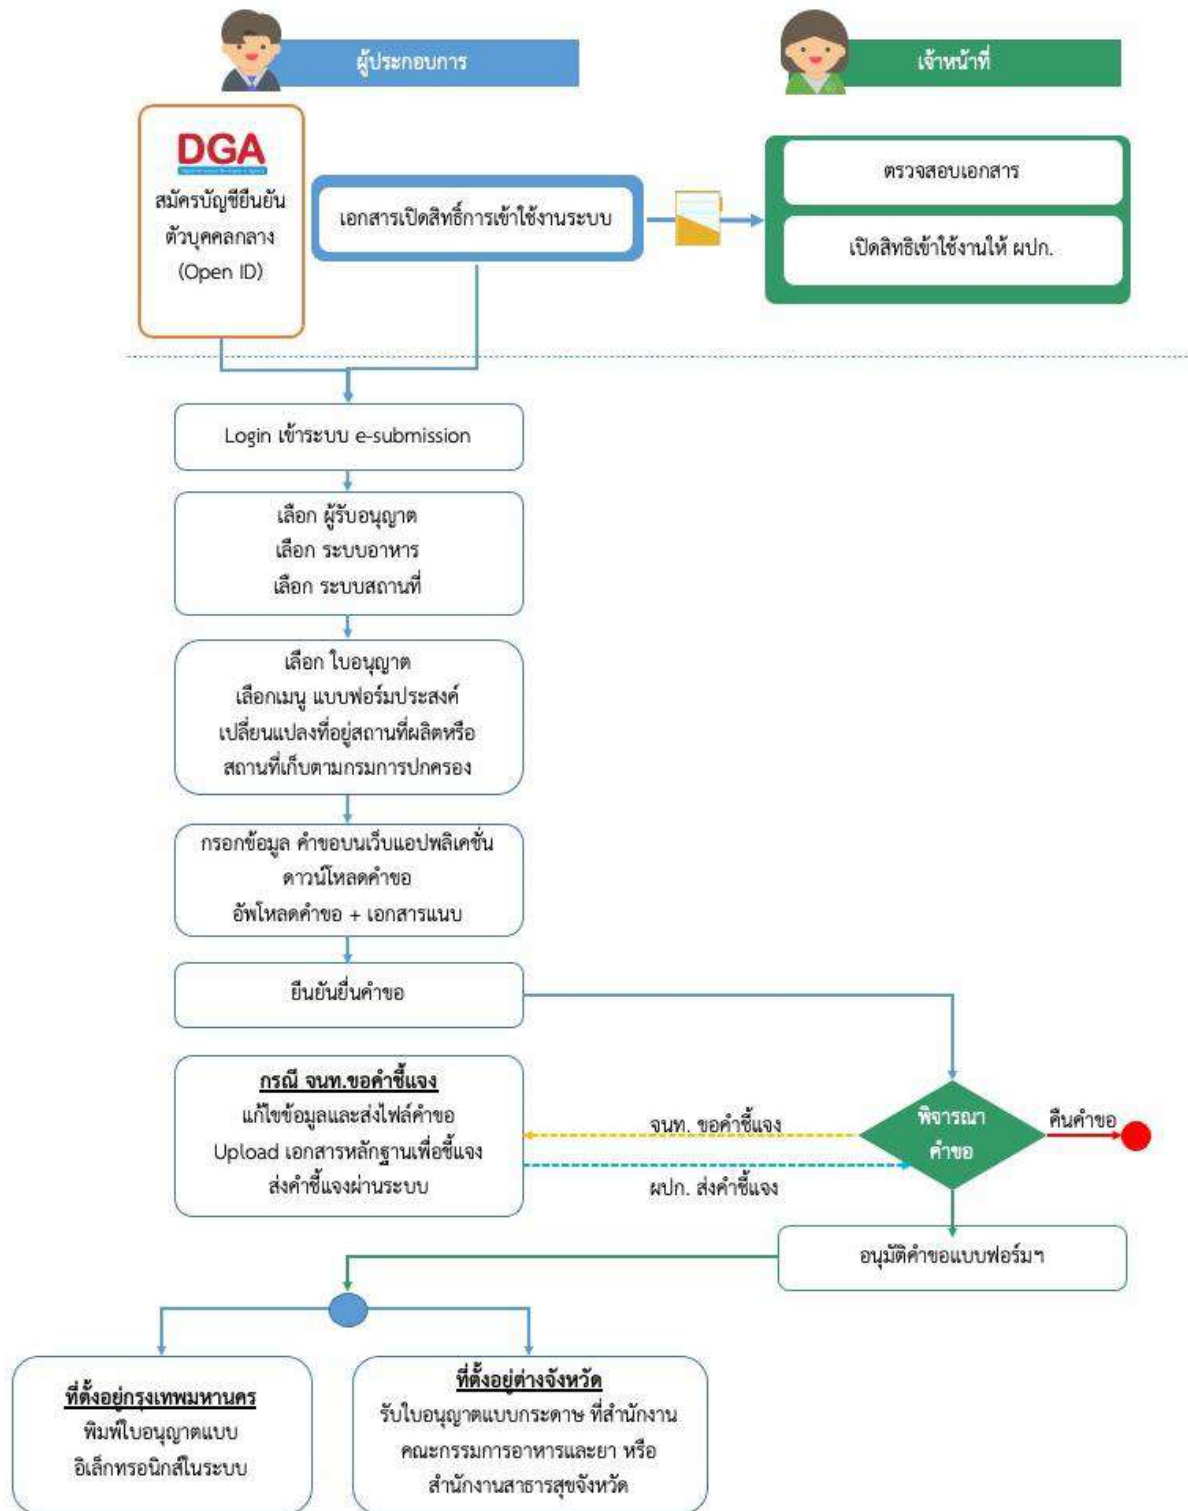 ผู้ประกอบการ
เจ้าหน้าที่
DGA
สมัครบัญชียืนยัน
ตัวบุคคลกลาง
(Open ID)
เอกสารเปิดสิทธิ์การเข้าใช้งานระบบ
ตรวจสอบเอกสาร
เปิดสิทธิเข้าใช้งานให้ ผปก.
Login เข้าระบบ e-submission
เลือก ผู้รับอนุญาต
เลือก ระบบอาหาร
เลือก ระบบสถานที่
เลือก ใบอนุญาต
เลือกเมนู แบบฟอร์มประสงค์
เปลี่ยนแปลงที่อยู่สถานที่ผลิตหรือ
สถานที่เก็บตามกรมการปกครอง
กรอกข้อมูล คำขอบนเว็บแอปพลิเคชั่น
ดาวน์โหลดคำขอ
อัพโหลดคำขอ + เอกสารแนบ
ยืนยันยื่นคำขอ
กรณี จนท.ขอคำชี้แจง
แก้ไขข้อมูลและส่งไฟล์คำขอ
Upload เอกสารหลักฐานเพื่อชี้แจง
ส่งคำชี้แจงผ่านระบบ
จนท. ขอคำชี้แจง
ผปก. ส่งคำชี้แจง
พิจารณา
คำขอ
คืนคำขอ
อนุมัติคำขอแบบฟอร์มฯ
ที่ตั้งอยู่กรุงเทพมหานคร
พิมพ์ใบอนุญาตแบบ
อิเล็กทรอนิกส์ในระบบ
ที่ตั้งอยู่ต่างจังหวัด
รับใบอนุญาตแบบกระดาษ ที่สำนักงาน
คณะกรรมการอาหารและยา หรือ
สำนักงานสาธารสุขจังหวัด